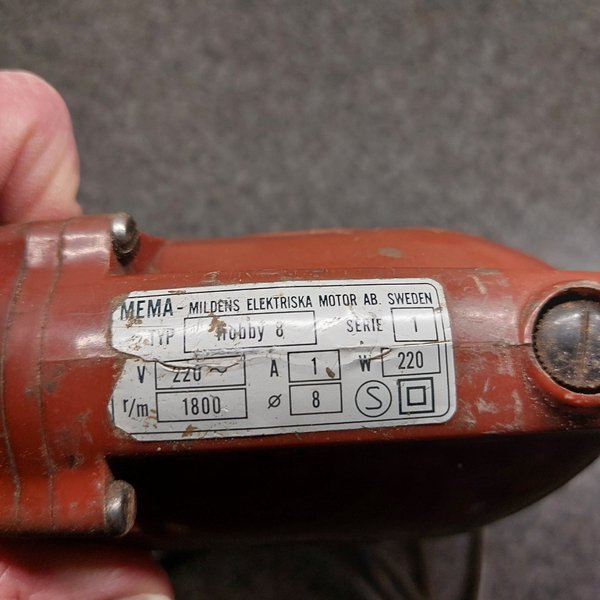 MEMA - MILDENS ELEKTRISKA MOTOR AB. SWEDEN
TYP Hobby 8 SERIE 1
V 220 ~ A 1 W 220
r/m 1800 ⌀ 8 S